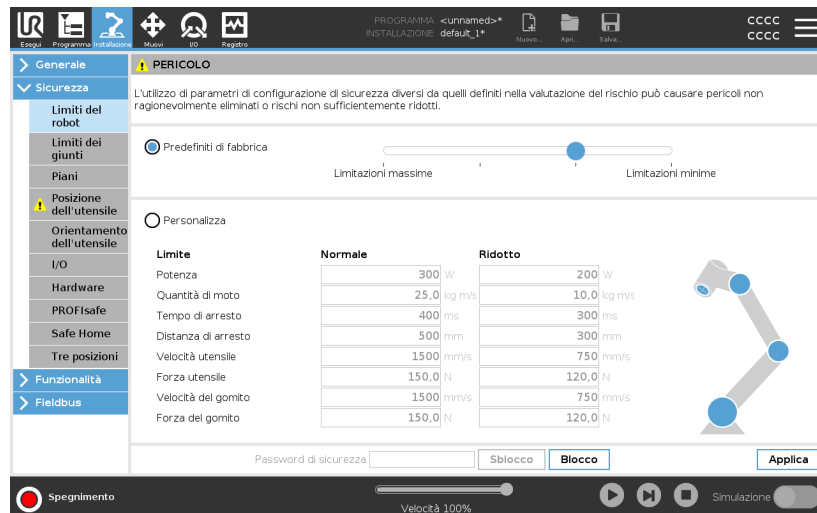 UR
PROGRAMMA <unnamed>*
INSTALLAZIONE default_1*
Nuovo...
Apri...
Salva...
CCCC
CCCC
Esegui
Programma
Installazione
Muovi
I/O
Registro
Generale
Sicurezza
Limiti del robot
Limiti dei giunti
Piani
Posizione dell'utensile
Orientamento dell'utensile
I/O
Hardware
PROFIsafe
Safe Home
Tre posizioni
Funzionalità
Fieldbus
PERICOLO
L'utilizzo di parametri di configurazione di sicurezza diversi da quelli definiti nella valutazione del rischio può causare pericoli non
ragionevolmente eliminati o rischi non sufficientemente ridotti.
Predefiniti di fabbrica
Limitazioni massime
Limitazioni minime
Personalizza
Limite Normale Ridotto
Potenza 300 W 200 W
Quantità di moto 25,0 kg m/s 10,0 kg m/s
Tempo di arresto 400 ms 300 ms
Distanza di arresto 500 mm 300 mm
Velocità utensile 1500 mm/s 750 mm/s
Forza utensile 150,0 N 120,0 N
Velocità del gomito 1500 mm/s 750 mm/s
Forza del gomito 150,0 N 120,0 N
Password di sicurezza
Sblocco
Blocco
Applica
Spegnimento
Velocità 100%
Simulazione